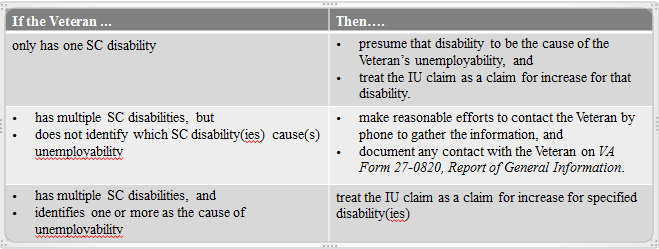 If the Veteran ...
Then….
only has one SC disability
• presume that disability to be the cause of the
Veteran's unemployability, and
• treat the IU claim as a claim for increase for that
disability.
• has multiple SC disabilities, but
• does not identify which SC disability(ies) cause(s)
unemployability
• make reasonable efforts to contact the Veteran by
phone to gather the information, and
• document any contact with the Veteran on VA
Form 27-0820, Report of General Information.
• has multiple SC disabilities, and
• identifies one or more as the cause of
unemployability
treat the IU claim as a claim for increase for specified
disability(ies)